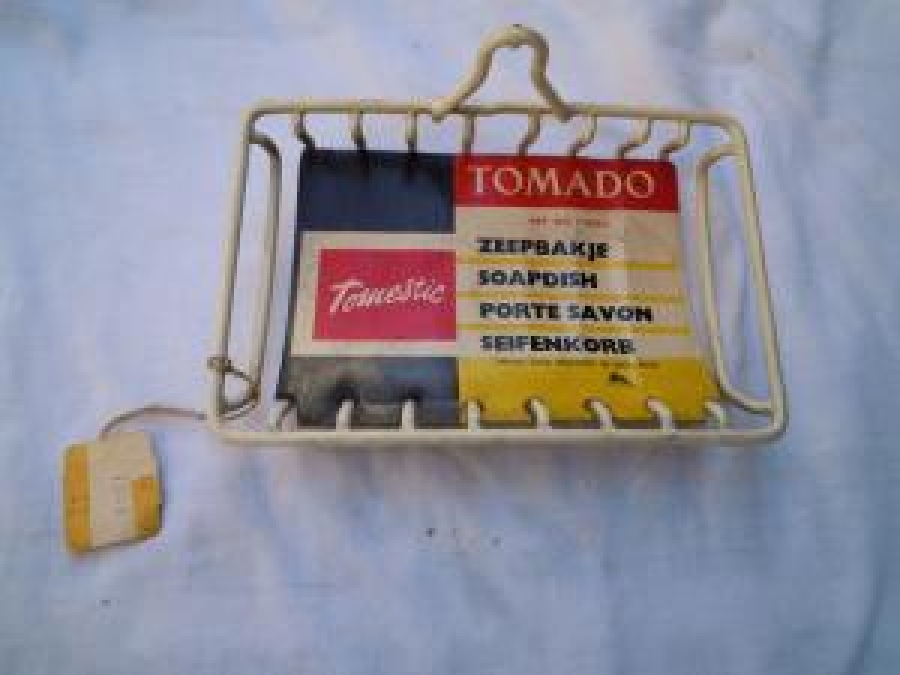 TOMADO
Tomestic
ZEEPBAKJE
SOAPDISH
PORTE SAVON
SEIFENKORB